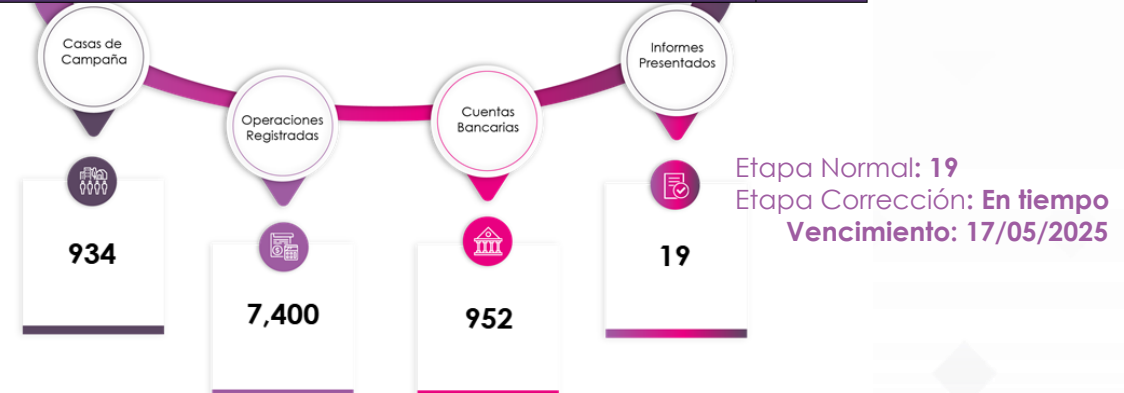 Casas de
Campaña
934
Operaciones
Registradas
7,400
Cuentas
Bancarias
952
Informes
Presentados
19
Etapa Normal: 19
Etapa Corrección: En tiempo
Vencimiento: 17/05/2025